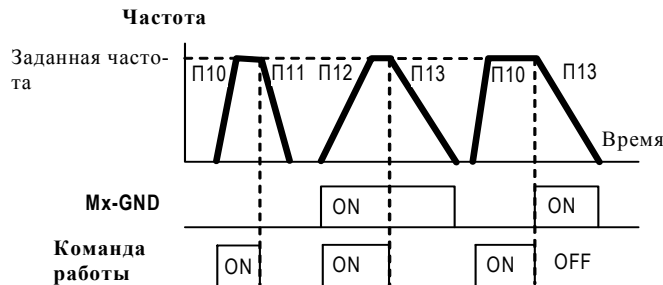 Частота
Заданная часто-
та
П10 П11 П12 П13 П10 П13
Время
Mx-GND
ON ON
Команда
работы
ON ON ON OFF